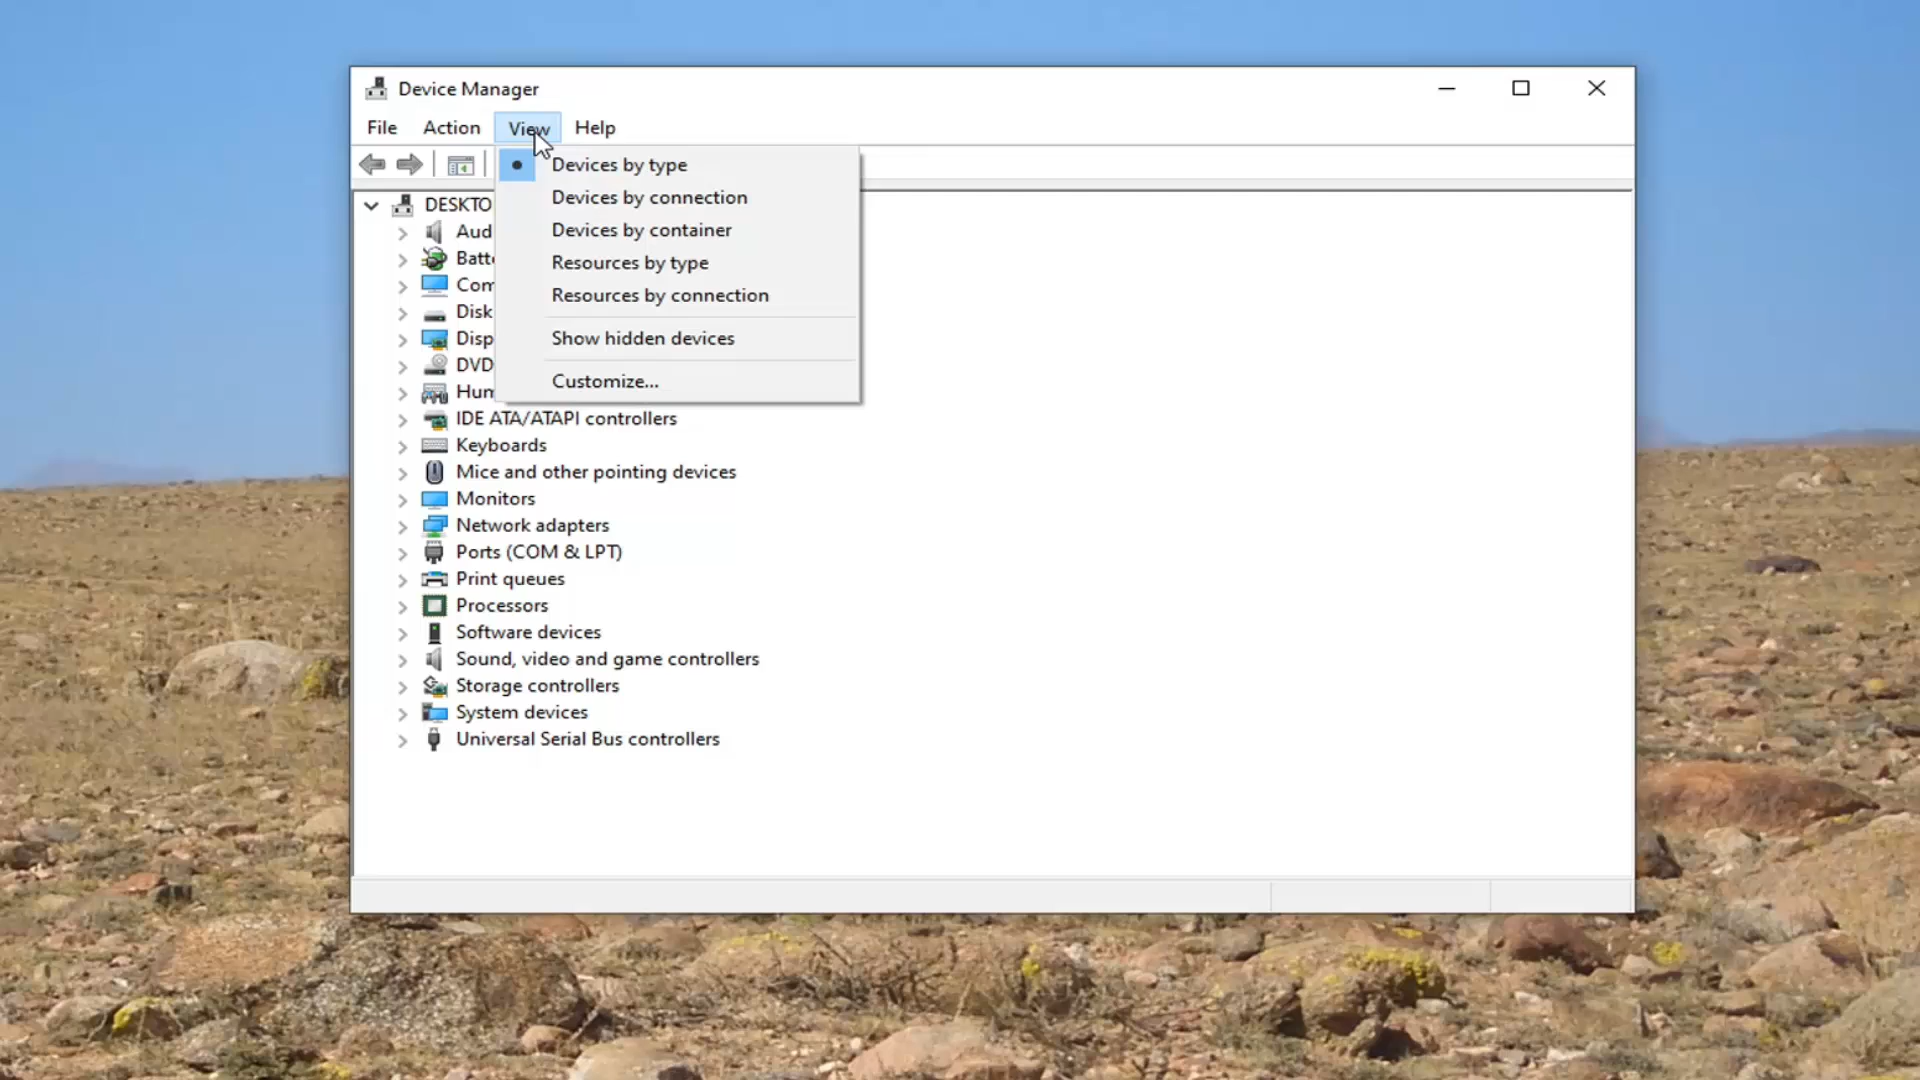 Device Manager
File Action View Help
Devices by type
Devices by connection
Devices by container
Resources by type
Resources by connection
Show hidden devices
Customize...
DESKTO
Aud
Batt
Com
Disk
Disp
DVD
Hum
IDE ATA/ATAPI controllers
Keyboards
Mice and other pointing devices
Monitors
Network adapters
Ports (COM & LPT)
Print queues
Processors
Software devices
Sound, video and game controllers
Storage controllers
System devices
Universal Serial Bus controllers